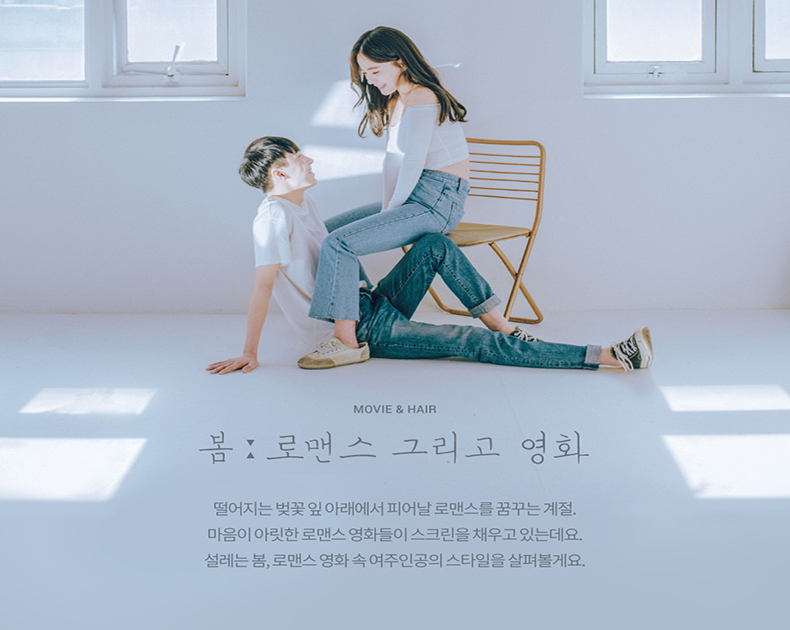 MOVIE & HAIR
봄 : 로맨스 그리고 영화
떨어지는 벚꽃 잎 아래에서 피어날 로맨스를 꿈꾸는 계절.
마음이 아릿한 로맨스 영화들이 스크린을 채우고 있는데요.
설레는 봄, 로맨스 영화 속 여주인공의 스타일을 살펴볼게요.